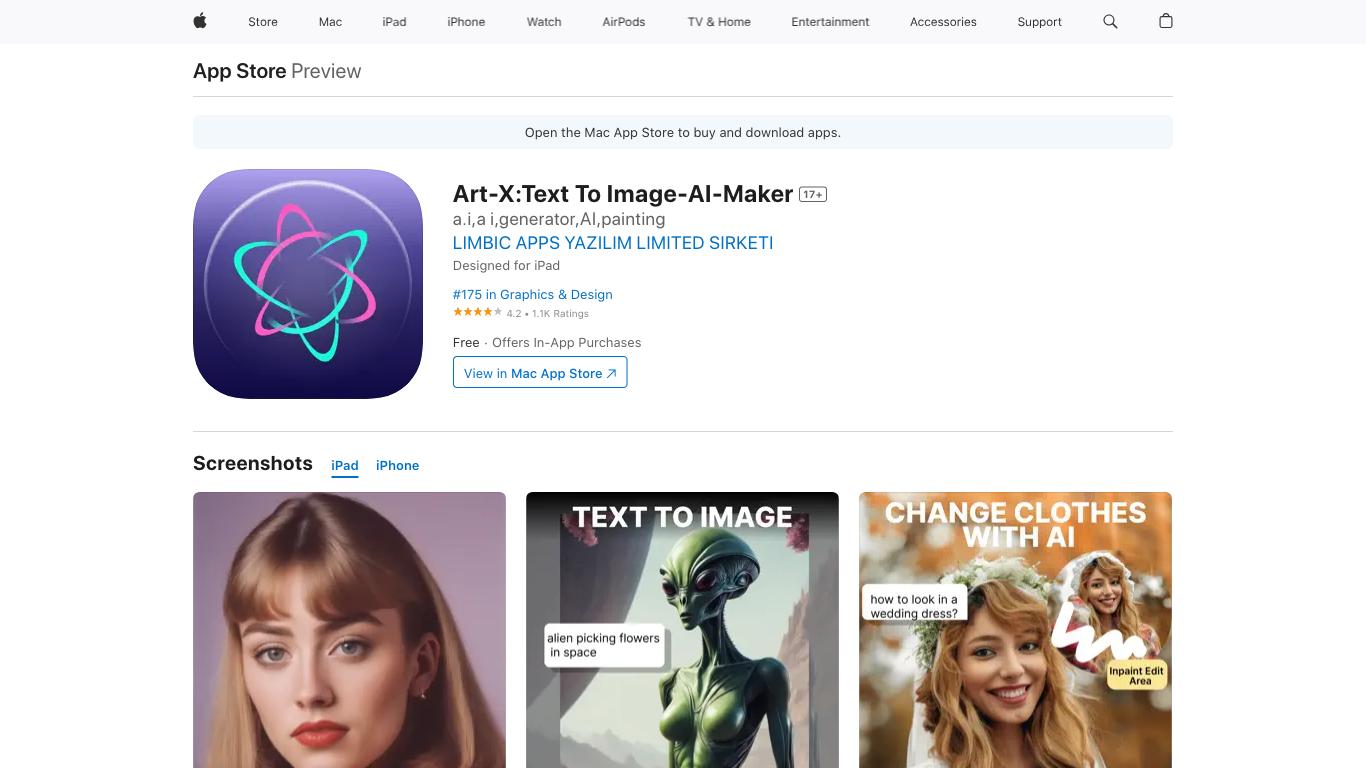 Store Mac iPad iPhone Watch AirPods TV & Home Entertainment Accessories Support
App Store Preview
Open the Mac App Store to buy and download apps.
Art-X:Text To Image-AI-Maker 17+
a.i,a i,generator,AI,painting
LIMBIC APPS YAZILIM LIMITED SIRKETI
Designed for iPad
#175 in Graphics & Design
4.2 • 1.1K Ratings
Free · Offers In-App Purchases
View in Mac App Store
Screenshots iPad iPhone
TEXT TO IMAGE
alien picking flowers
in space
CHANGE CLOTHES
WITH AI
how to look in a
wedding dress?
Inpaint Edit
Area